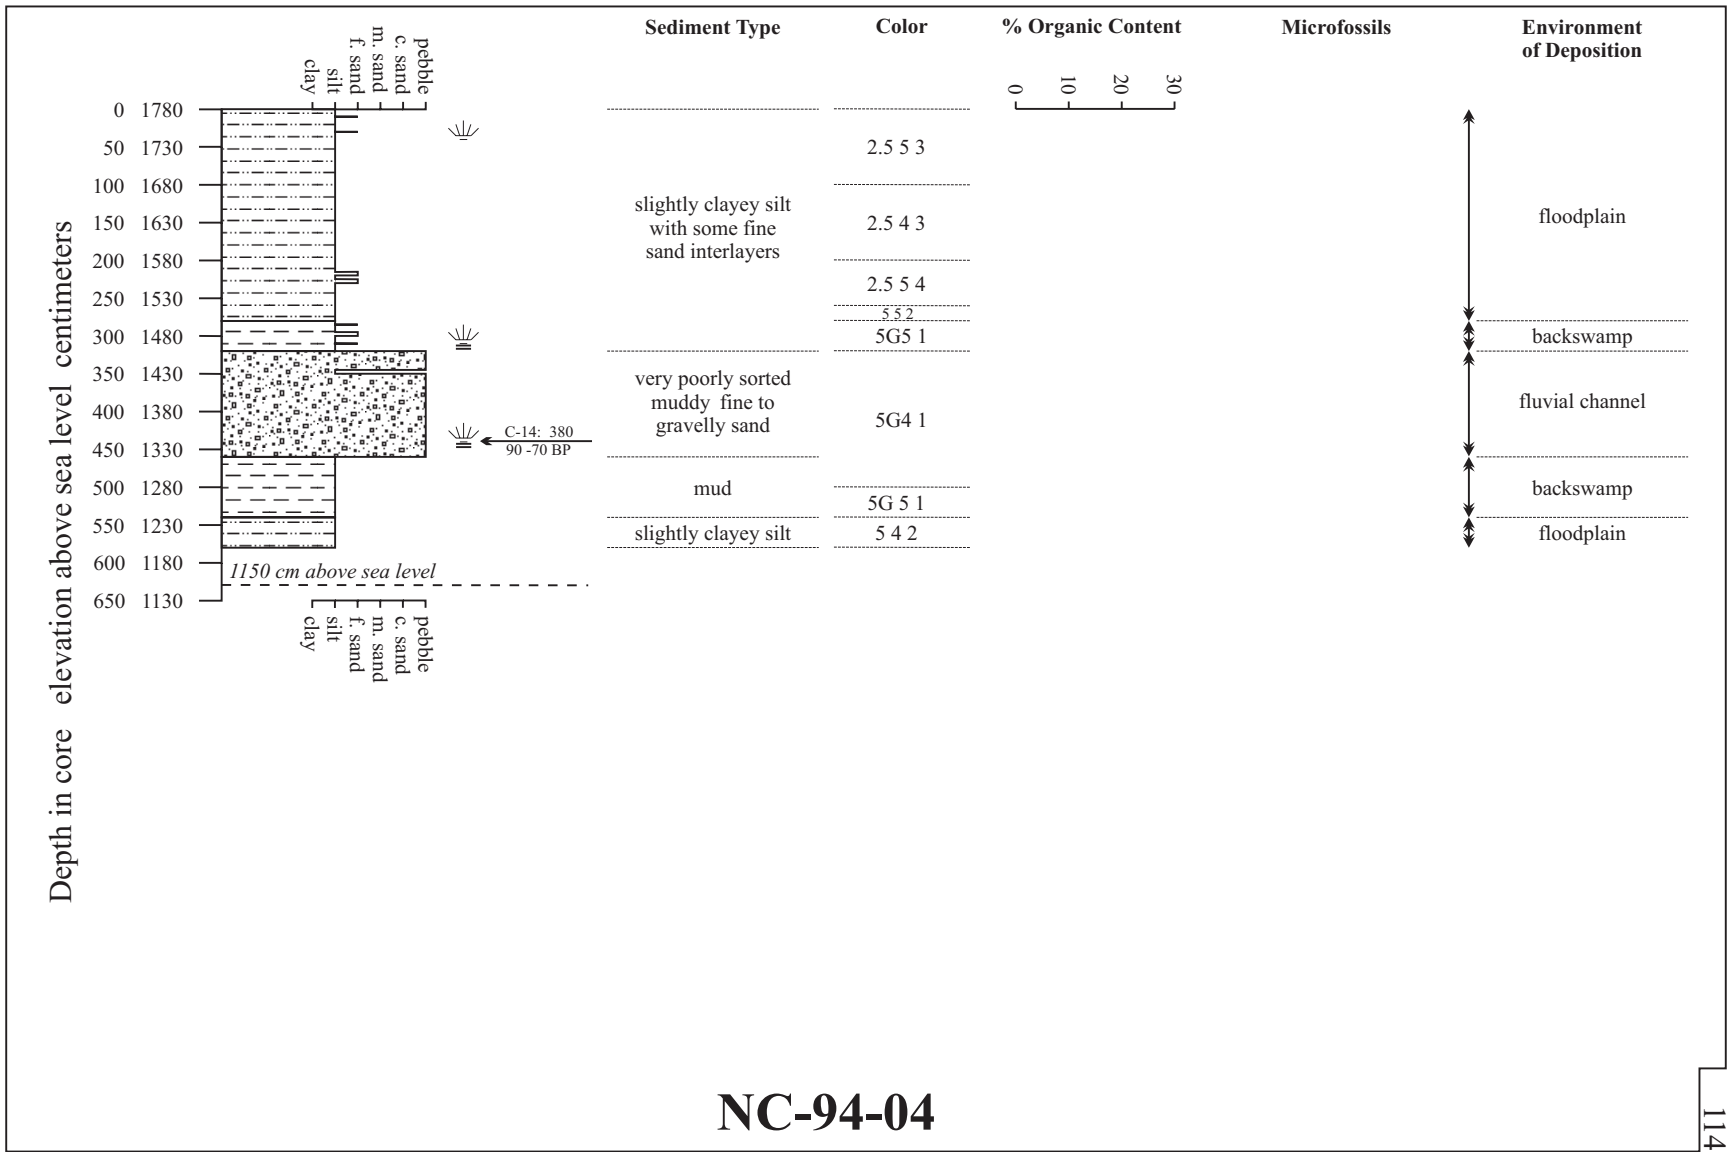 Sediment Type
Color
% Organic Content
Microfossils
Environment
of Deposition
clay
silt
f. sand
m. sand
c. sand
pebble
0 10 20 30
Depth in core elevation above sea level centimeters
0 1780
50 1730
100 1680
150 1630
200 1580
250 1530
300 1480
350 1430
400 1380
450 1330
500 1280
550 1230
600 1180
650 1130
slightly clayey silt
with some fine
sand interlayers
very poorly sorted
muddy fine to
gravelly sand
mud
slightly clayey silt
2.5 5 3
2.5 4 3
2.5 5 4
5 5 2
5G5 1
5G4 1
5G 5 1
5 4 2
C-14: 380
90 -70 BP
floodplain
backswamp
fluvial channel
backswamp
floodplain
1150 cm above sea level
clay
silt
f. sand
m. sand
c. sand
pebble
NC-94-04
114